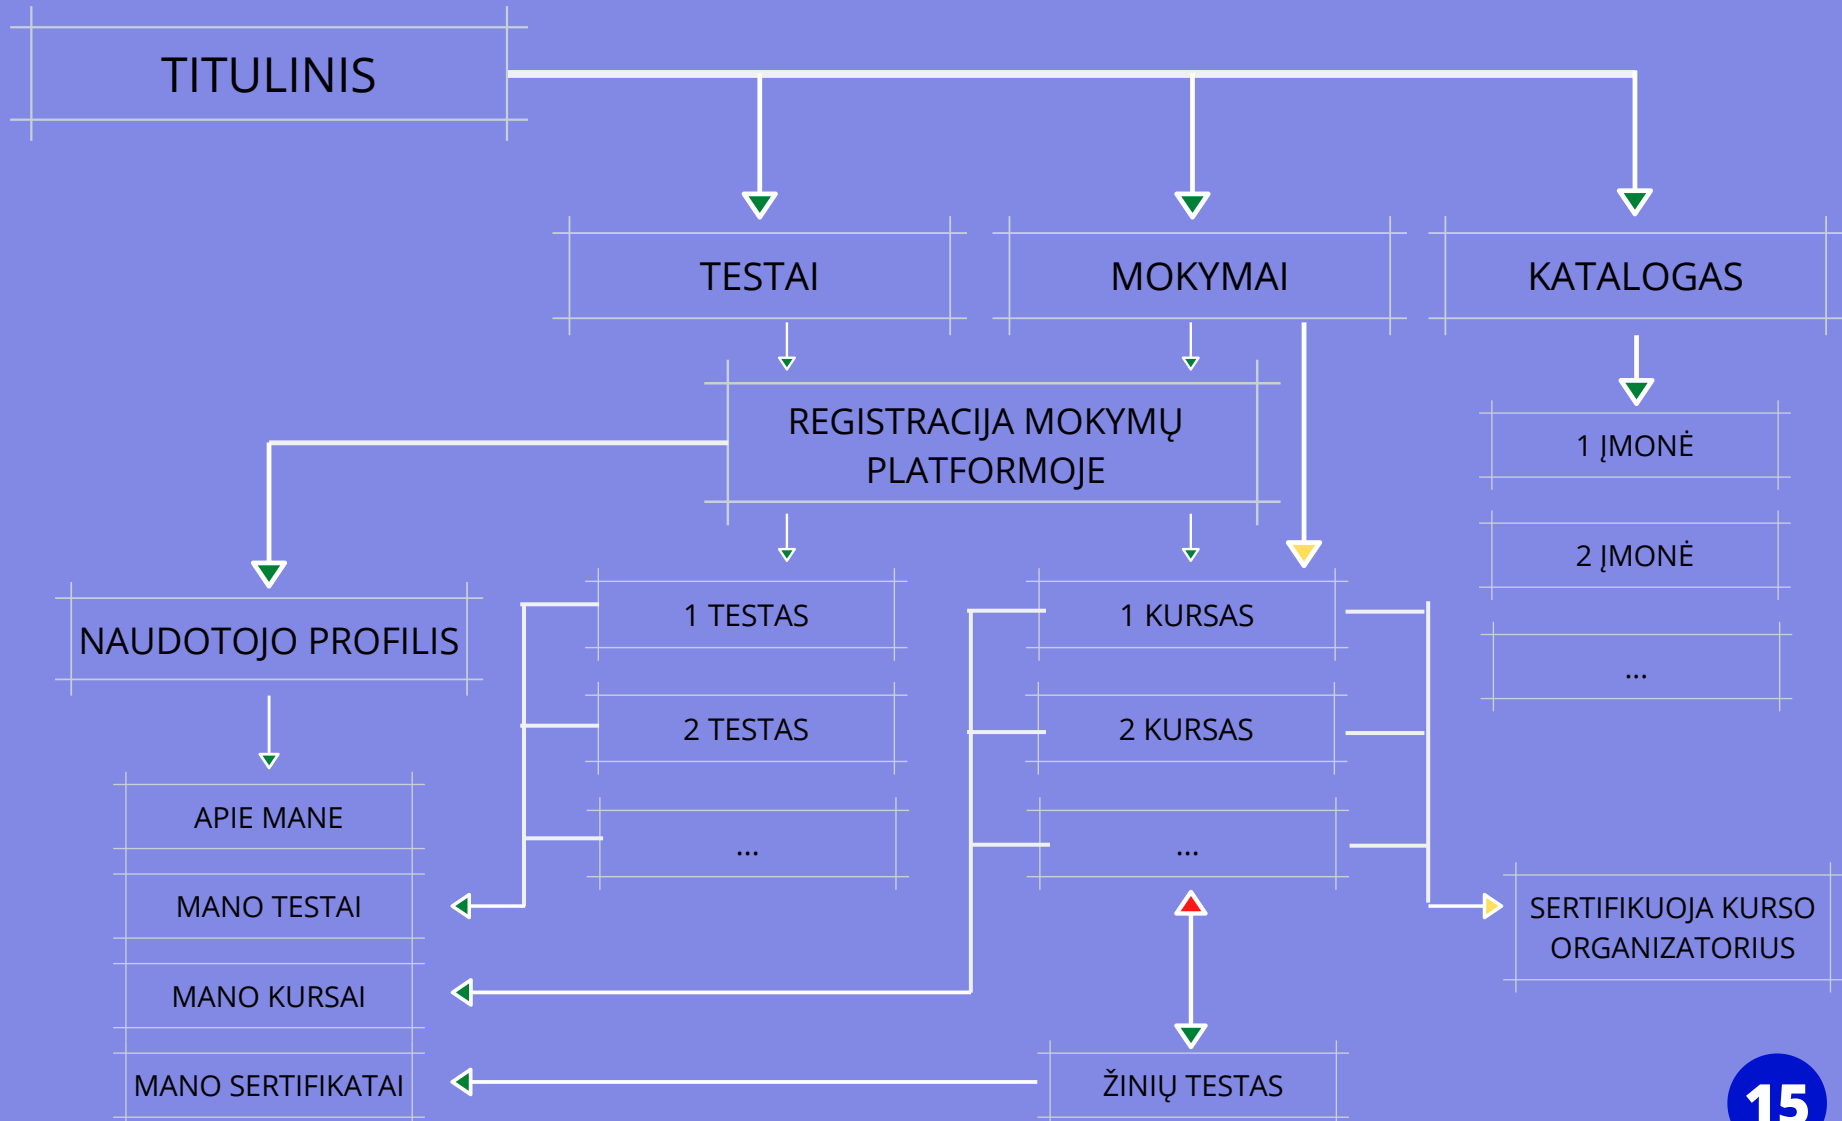 TITULINIS
TESTAI
MOKYMAI
KATALOGAS
REGISTRACIJA MOKYMŲ
PLATFORMOJE
1 ĮMONĖ
2 ĮMONĖ
...
NAUDOTOJO PROFILIS
1 TESTAS
2 TESTAS
...
1 KURSAS
2 KURSAS
...
APIE MANE
MANO TESTAI
MANO KURSAI
MANO SERTIFIKATAI
SERTIFIKUOJA KURSO
ORGANIZATORIUS
ŽINIŲ TESTAS
15